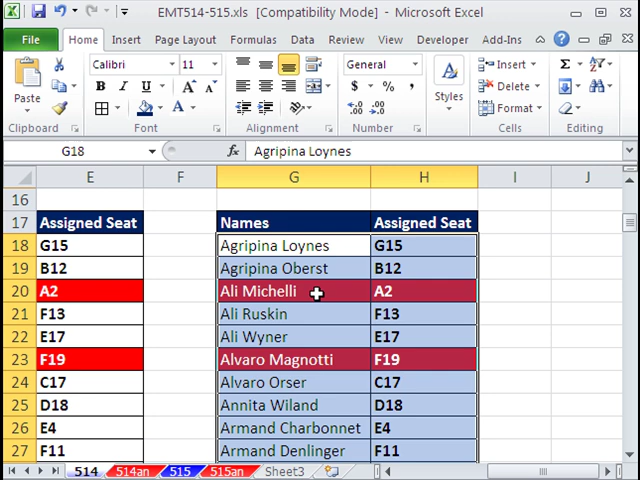 EMT514-515.xls [Compatibility Mode] - Microsoft Excel
File Home Insert Page Layout Formulas Data Review View Developer Add-Ins
Calibri 11 General Insert Σ
Paste B I U A $ % , Styles Delete
Format
Clipboard Font Alignment Number Cells Editing
G18 fx Agripina Loynes
E F G H I J
16
17 Assigned Seat Names Assigned Seat
18 G15 Agripina Loynes G15
19 B12 Agripina Oberst B12
20 A2 Ali Michelli A2
21 F13 Ali Ruskin F13
22 E17 Ali Wyner E17
23 F19 Alvaro Magnotti F19
24 C17 Alvaro Orser C17
25 D18 Annita Wiland D18
26 E4 Armand Charbonnet E4
27 F11 Armand Denlinger F11
514 514an 515 515an Sheet3